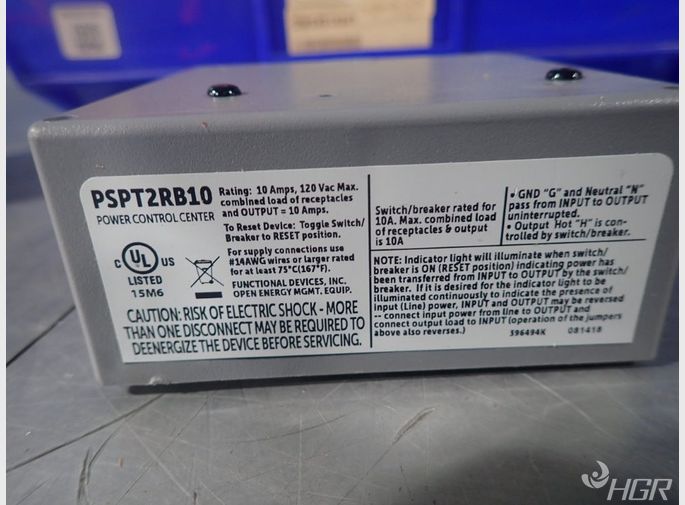 PSPT2RB10
POWER CONTROL CENTER
C UL US
LISTED
15M6
Rating: 10 Amps, 120 Vac Max.
combined load of receptacles
and OUTPUT = 10 Amps.
To Reset Device: Toggle Switch/
Breaker to RESET position.
For supply connections use
#1AWG wires or larger rated
for at least 75°C(167°F).
FUNCTIONAL DEVICES, INC.
OPEN ENERGY MGMT. EQUIP.
CAUTION: RISK OF ELECTRIC SHOCK - MORE
THAN ONE DISCONNECT MAY BE REQUIRED TO
DEENERGIZE THE DEVICE BEFORE SERVICING.
Switch/breaker rated for
10A. Max. combined load
of receptacles & output
is 10A
• GND "G" and Neutral "N"
pass from INPUT to OUTPUT
uninterrupted.
• Output Hot "H" is con-
trolled by switch/breaker.
NOTE: Indicator light will illuminate when switch/
breaker is ON (RESET position) indicating power has
been transferred from INPUT to OUTPUT by the switch/
breaker. If it is desired for the indicator light to be
illuminated continuously to indicate the presence of
input (Line) power, INPUT and OUTPUT may be reversed
-- connect input power from line to OUTPUT and
connect output load to INPUT (operation of the jumpers
above also reverses.)
596494K 081418
HGR